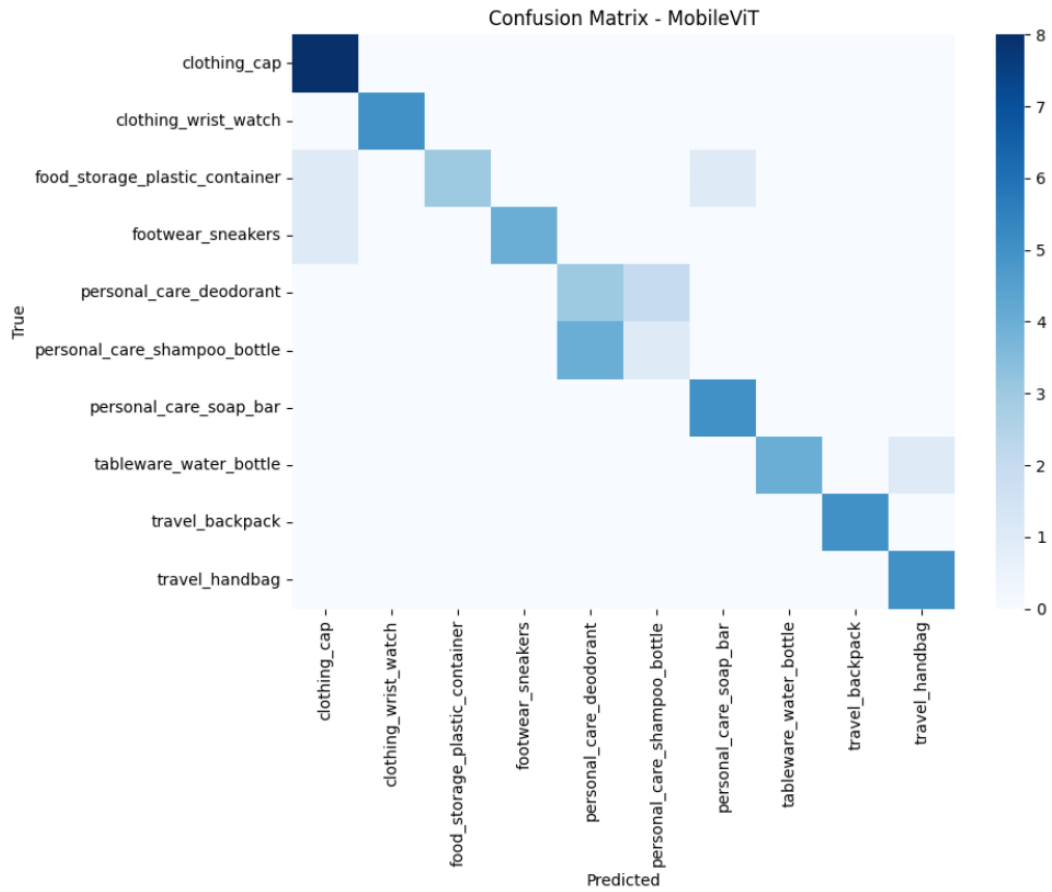 Confusion Matrix - MobileViT
True
clothing_cap
clothing_wrist_watch
food_storage_plastic_container
footwear_sneakers
personal_care_deodorant
personal_care_shampoo_bottle
personal_care_soap_bar
tableware_water_bottle
travel_backpack
travel_handbag
8
7
6
5
4
3
2
1
0
clothing_cap
clothing_wrist_watch
food_storage_plastic_container
footwear_sneakers
personal_care_deodorant
personal_care_shampoo_bottle
personal_care_soap_bar
tableware_water_bottle
travel_backpack
travel_handbag
Predicted